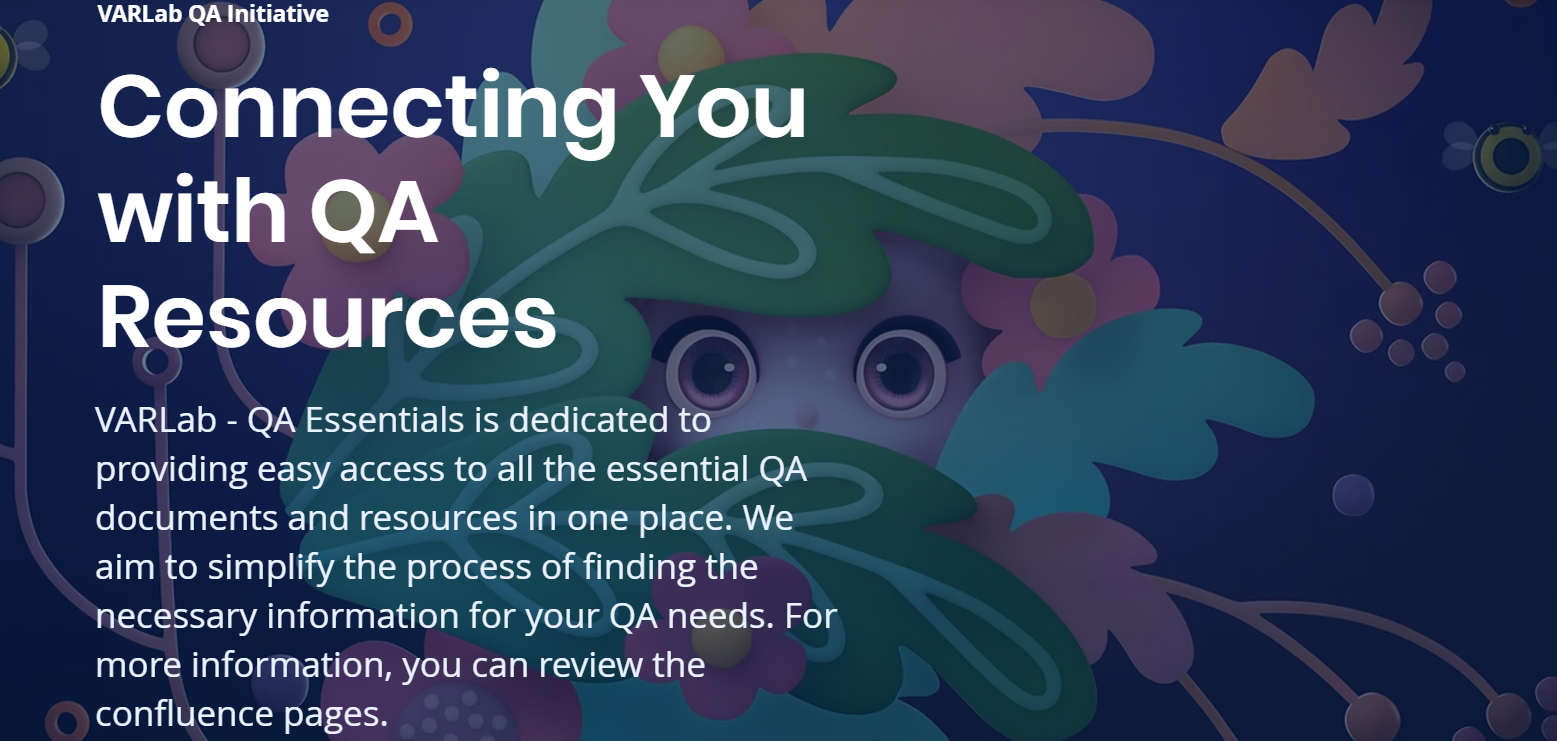 VARLab QA Initiative
Connecting You
with QA
Resources
VARLab - QA Essentials is dedicated to
providing easy access to all the essential QA
documents and resources in one place. We
aim to simplify the process of finding the
necessary information for your QA needs. For
more information, you can review the
confluence pages.